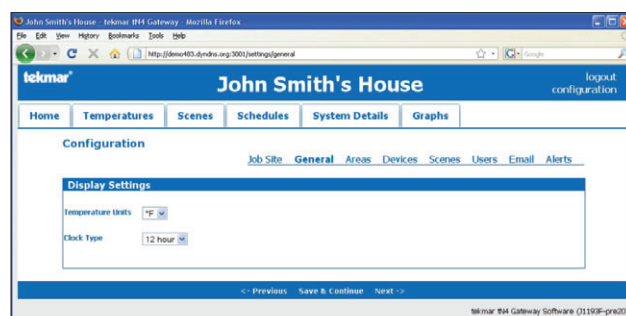 John Smith's House - tekmar tN4 Gateway - Mozilla Firefox
File Edit View History Bookmarks Tools Help
http://demo483.dyndns.org:3001/settings/general
Google
tekmar®
John Smith's House
logout
configuration
Home Temperatures Scenes Schedules System Details Graphs
Configuration
Job Site General Areas Devices Scenes Users Email Alerts
Display Settings
Temperature Units °F
Clock Type 12 hour
<- Previous Save & Continue Next ->
tekmar tN4 Gateway Software (J1193F-pre20